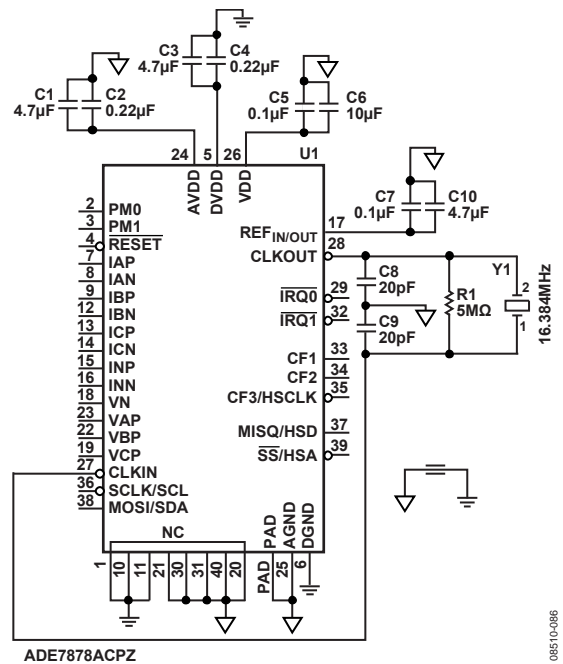 C3
4.7µF
C4
0.22µF
C1
4.7µF
C2
0.22µF
C5
0.1µF
C6
10µF
24
5
26
U1
AVDD
DVDD
VDD
C7
0.1µF
C10
4.7µF
2
PM0
3
PM1
4
RESET
7
IAP
8
IAN
9
IBP
12
IBN
13
ICP
14
ICN
15
INP
16
INN
18
VN
23
VAP
22
VBP
19
VCP
27
CLKIN
36
SCLK/SCL
38
MOSI/SDA
REFIN/OUT
17
CLKOUT
28
IRQ0
29
IRQ1
32
CF1
33
CF2
34
CF3/HSCLK
35
MISQ/HSD
37
SS/HSA
39
C8
20pF
C9
20pF
R1
5MΩ
Y1
2
1
16.384MHz
NC
PAD
AGND
DGND
1
10
11
21
30
31
40
20
PAD
25
6
ADE7878ACPZ
08510-086